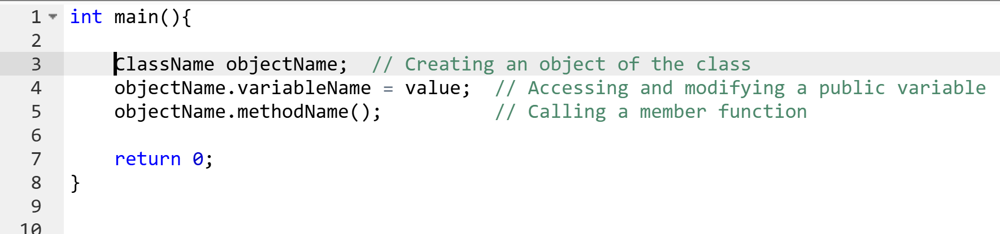 1 int main(){
2
3     ClassName objectName;  // Creating an object of the class
4     objectName.variableName = value;  // Accessing and modifying a public variable
5     objectName.methodName();          // Calling a member function
6
7     return 0;
8 }
9
10